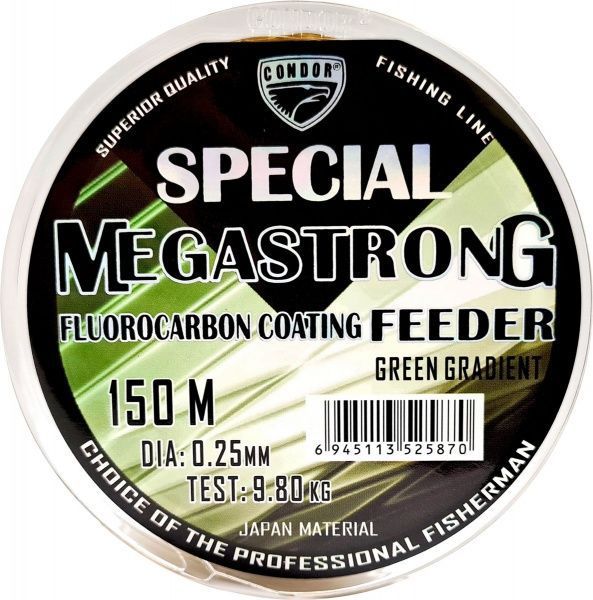 CONDOR®
SUPERIOR QUALITY
FISHING LINE
SPECIAL
MEGASTRONG
FLUOROCARBON COATING FEEDER
GREEN GRADIENT
150 M
DIA: 0.25MM
TEST: 9.80 KG
6 945113 525870
JAPAN MATERIAL
CHOICE OF THE PROFESSIONAL FISHERMAN